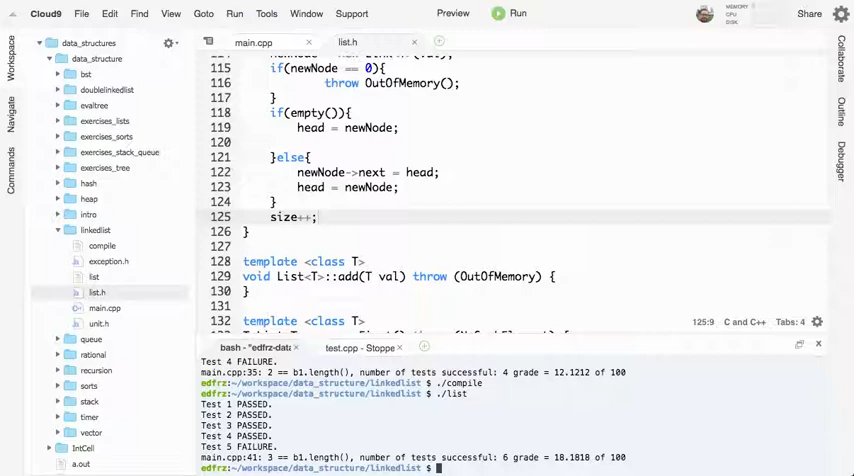 Cloud9 File Edit Find View Goto Run Tools Window Support Preview Run MEMORY CPU DISK Share
Workspace
Navigate
Commands
data_structures
data_structure
bst
doublelinkedlist
evaltree
exercises_lists
exercises_sorts
exercises_stack_queue
exercises_tree
hash
heap
intro
linkedlist
compile
exception.h
list
list.h
main.cpp
unit.h
queue
rational
recursion
sorts
stack
timer
vector
IntCell
a.out
main.cpp list.h
115 if(newNode == 0){
116 throw OutOfMemory();
117 }
118 if(empty()){
119 head = newNode;
120
121 }else{
122 newNode->next = head;
123 head = newNode;
124 }
125 size++;
126 }
127
128 template <class T>
129 void List<T>::add(T val) throw (OutOfMemory) {
130 }
131
132 template <class T>
125:9 C and C++ Tabs: 4
bash - "edfrz-data test.cpp - Stoppe
Test 4 FAILURE.
main.cpp:35: 2 == b1.length(), number of tests successful: 4 grade = 12.1212 of 100
edfrz:~/workspace/data_structure/linkedlist $ ./compile
edfrz:~/workspace/data_structure/linkedlist $ ./list
Test 1 PASSED.
Test 2 PASSED.
Test 3 PASSED.
Test 4 PASSED.
Test 5 FAILURE.
main.cpp:41: 3 == b1.length(), number of tests successful: 6 grade = 18.1818 of 100
edfrz:~/workspace/data_structure/linkedlist $
Collaborate
Outline
Debugger